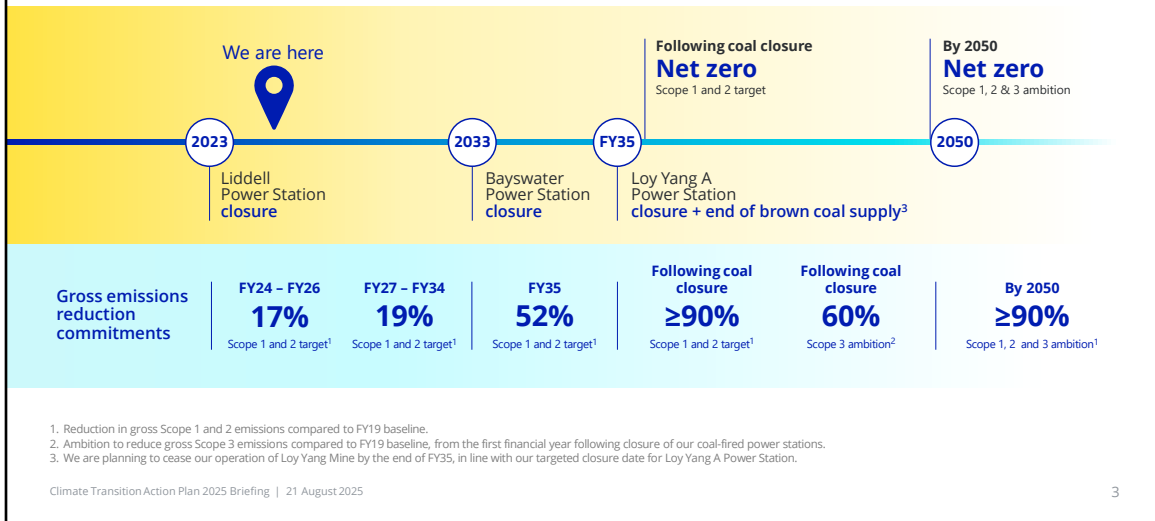 We are here
Following coal closure
Net zero
Scope 1 and 2 target
By 2050
Net zero
Scope 1, 2 & 3 ambition
2023
2033
FY35
2050
Liddell
Power Station
closure
Bayswater
Power Station
closure
Loy Yang A
Power Station
closure + end of brown coal supply³
Gross emissions
reduction
commitments
FY24 – FY26
17%
Scope 1 and 2 target¹
FY27 – FY34
19%
Scope 1 and 2 target¹
FY35
52%
Scope 1 and 2 target¹
Following coal
closure
≥90%
Scope 1 and 2 target¹
Following coal
closure
60%
Scope 3 ambition²
By 2050
≥90%
Scope 1, 2 and 3 ambition¹
1. Reduction in gross Scope 1 and 2 emissions compared to FY19 baseline.
2. Ambition to reduce gross Scope 3 emissions compared to FY19 baseline, from the first financial year following closure of our coal-fired power stations.
3. We are planning to cease our operation of Loy Yang Mine by the end of FY35, in line with our targeted closure date for Loy Yang A Power Station.
Climate Transition Action Plan 2025 Briefing | 21 August 2025
3